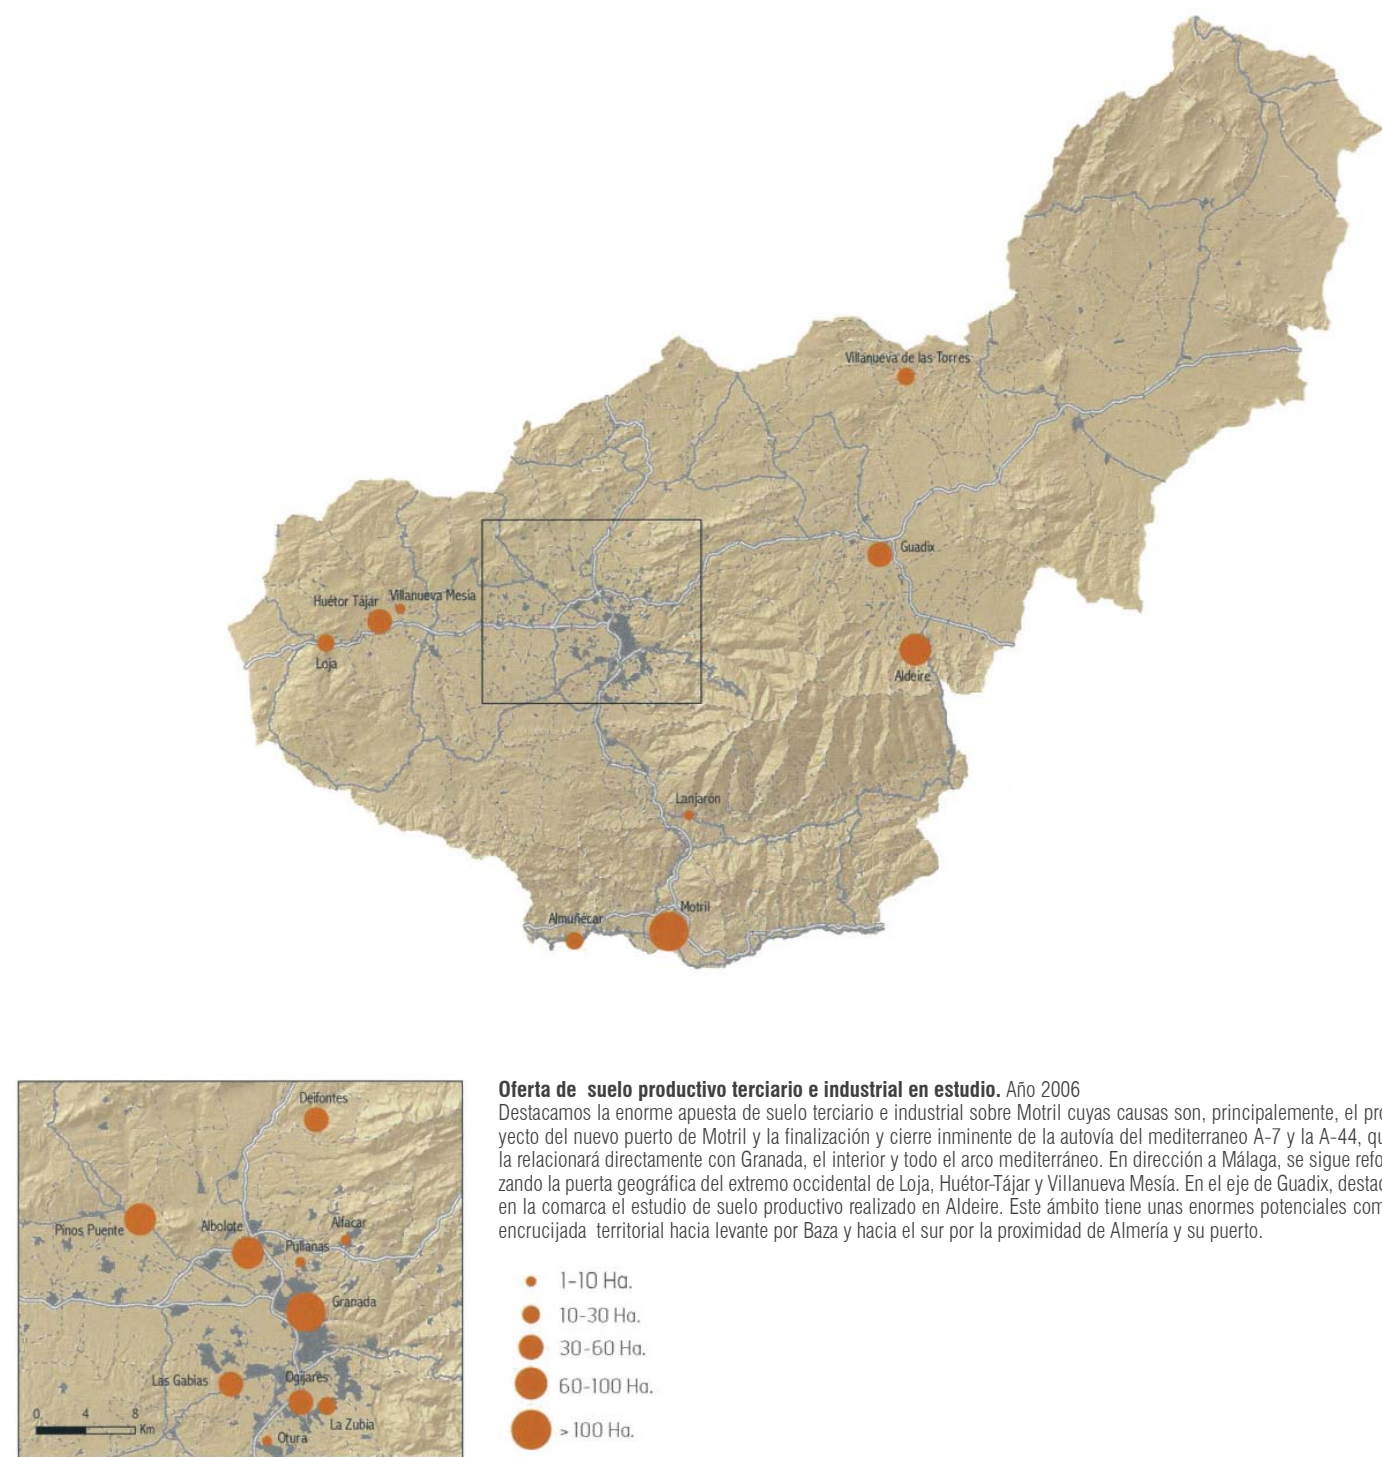 Villanueva de las Torres
Guadix
Huétor Tájar
Villanueva Mesía
Loja
Aldeire
Lanjarón
Motril
Almuñécar
Deifontes
Pinos Puente
Albolote
Alfacar
Pulianas
Granada
Las Gabias
Ogíjares
La Zubia
Otura
0 4 8 Km
Oferta de suelo productivo terciario e industrial en estudio. Año 2006
Destacamos la enorme apuesta de suelo terciario e industrial sobre Motril cuyas causas son, principalemente, el pro
yecto del nuevo puerto de Motril y la finalización y cierre inminente de la autovía del mediterraneo A-7 y la A-44, qu
la relacionará directamente con Granada, el interior y todo el arco mediterráneo. En dirección a Málaga, se sigue refo
zando la puerta geográfica del extremo occidental de Loja, Huétor-Tájar y Villanueva Mesía. En el eje de Guadix, destac
en la comarca el estudio de suelo productivo realizado en Aldeire. Este ámbito tiene unas enormes potenciales com
encrucijada territorial hacia levante por Baza y hacia el sur por la proximidad de Almería y su puerto.
1-10 Ha.
10-30 Ha.
30-60 Ha.
60-100 Ha.
> 100 Ha.